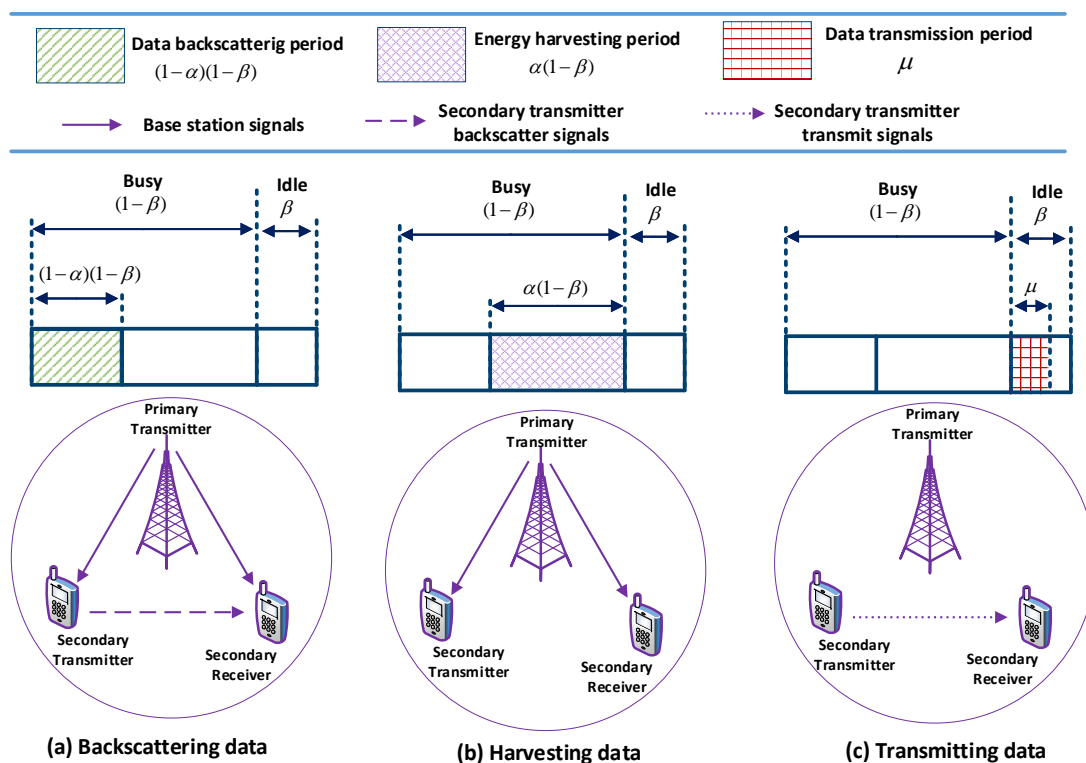 Data backscatterig period
(1−α)(1−β)
Energy harvesting period
α(1−β)
Data transmission period
μ
Base station signals
Secondary transmitter
backscatter signals
Secondary transmitter
transmit signals
Busy
(1−β)
Idle
β
(1−α)(1−β)
Primary
Transmitter
Secondary
Transmitter
Secondary
Receiver
(a) Backscattering data
Busy
(1−β)
Idle
β
α(1−β)
Primary
Transmitter
Secondary
Transmitter
Secondary
Receiver
(b) Harvesting data
Busy
(1−β)
Idle
β
μ
Primary
Transmitter
Secondary
Transmitter
Secondary
Receiver
(c) Transmitting data